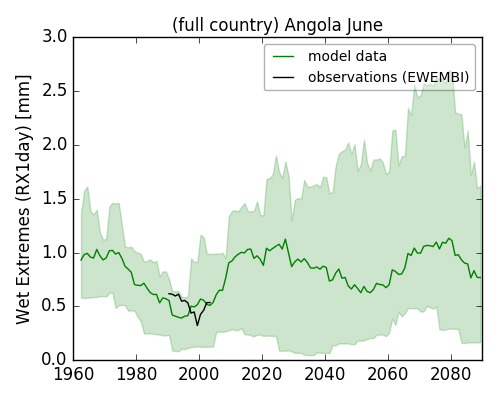 (full country) Angola June
3.0
2.5
2.0
1.5
1.0
0.5
0.0
Wet Extremes (RX1day) [mm]
model data
observations (EWEMBI)
1960 1980 2000 2020 2040 2060 2080